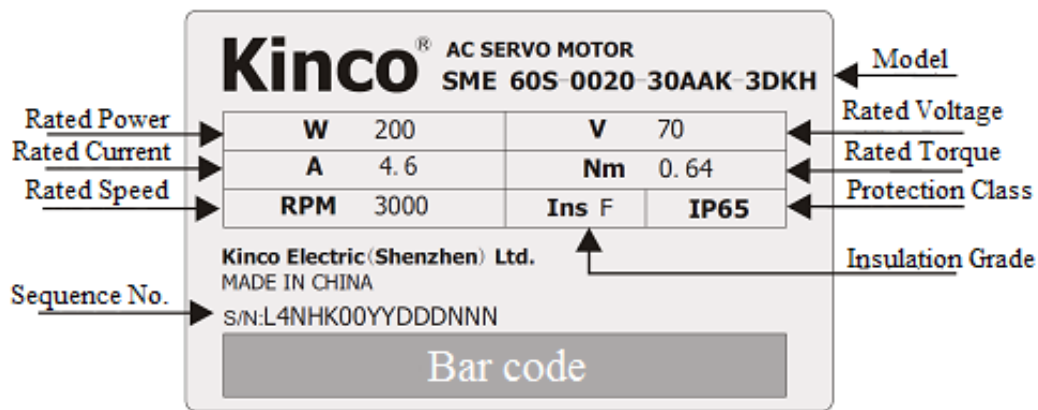 Kinco® AC SERVO MOTOR
SME 60S-0020-30AAK-3DKH
Model
Rated Power
W 200
V 70
Rated Voltage
Rated Current
A 4.6
Nm 0.64
Rated Torque
Rated Speed
RPM 3000
Ins F
IP65
Protection Class
Kinco Electric(Shenzhen) Ltd.
Insulation Grade
MADE IN CHINA
Sequence No.
S/N:L4NHK00YYDDDNNN
Bar code